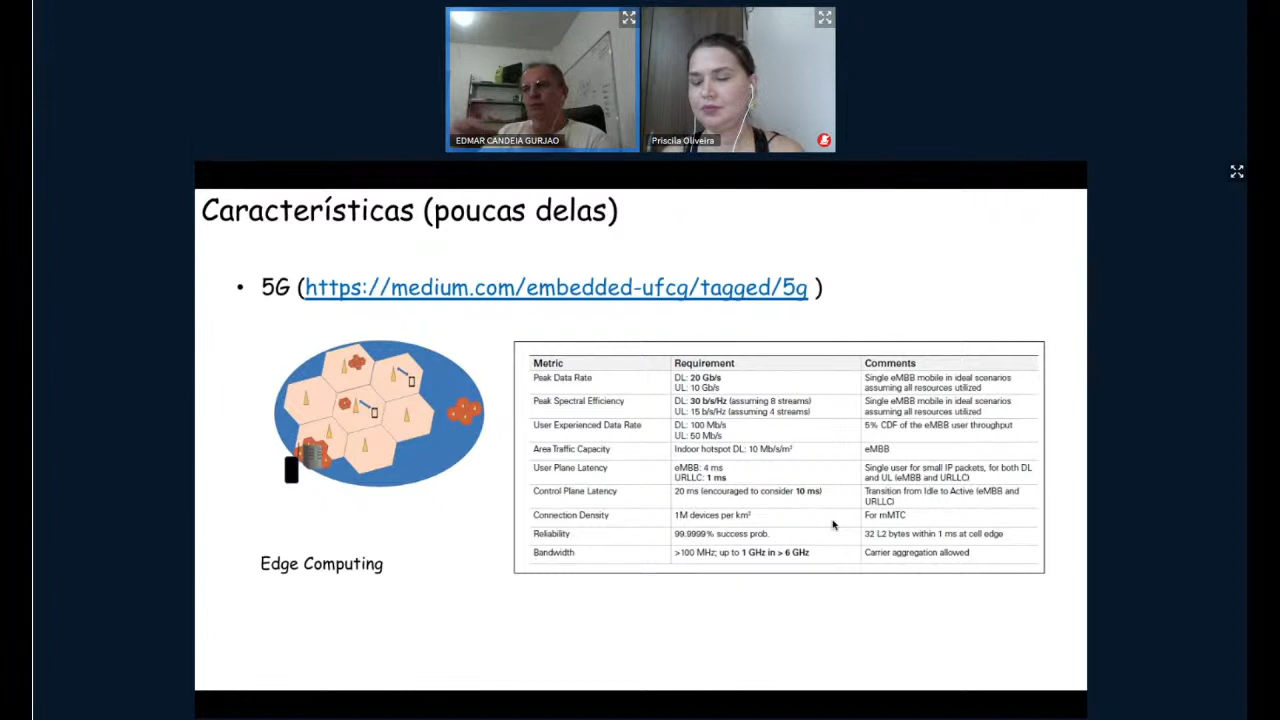 EDMAR CANDEIA GURJAO
Priscila Oliveira
Características (poucas delas)
• 5G (https://medium.com/embedded-ufcg/tagged/5g )
Metric Requirement Comments
Peak Data Rate DL: 20 Gb/s Single eMBB mobile in ideal scenarios
UL: 10 Gb/s assuming all resources utilized
Peak Spectral Efficiency DL: 30 b/s/Hz (assuming 8 streams) Single eMBB mobile in ideal scenarios
UL: 15 b/s/Hz (assuming 4 streams) assuming all resources utilized
User Experienced Data Rate DL: 100 Mb/s 5% CDF of the eMBB user throughput
UL: 50 Mb/s
Area Traffic Capacity Indoor hotspot DL: 10 Mb/s/m² eMBB
User Plane Latency eMBB: 4 ms Single user for small IP packets, for both DL
URLLC: 1 ms and UL (eMBB and URLLC)
Control Plane Latency 20 ms (encouraged to consider 10 ms) Transition from Idle to Active (eMBB and
URLLC)
Connection Density 1M devices per km² For mMTC
Reliability 99.9999% success prob. 32 L2 bytes within 1 ms at cell edge
Bandwidth >100 MHz; up to 1 GHz in > 6 GHz Carrier aggregation allowed
Edge Computing